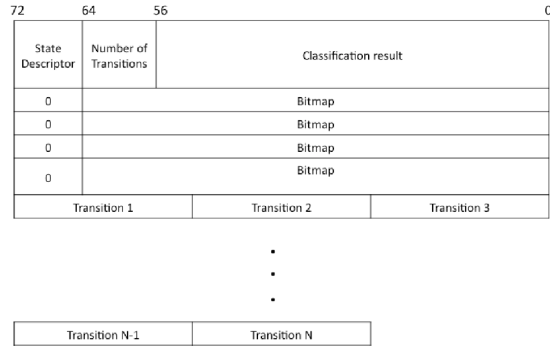 72 64 56 0
State Descriptor Number of Transitions Classification result
0 Bitmap
0 Bitmap
0 Bitmap
0 Bitmap
Transition 1 Transition 2 Transition 3
Transition N-1 Transition N